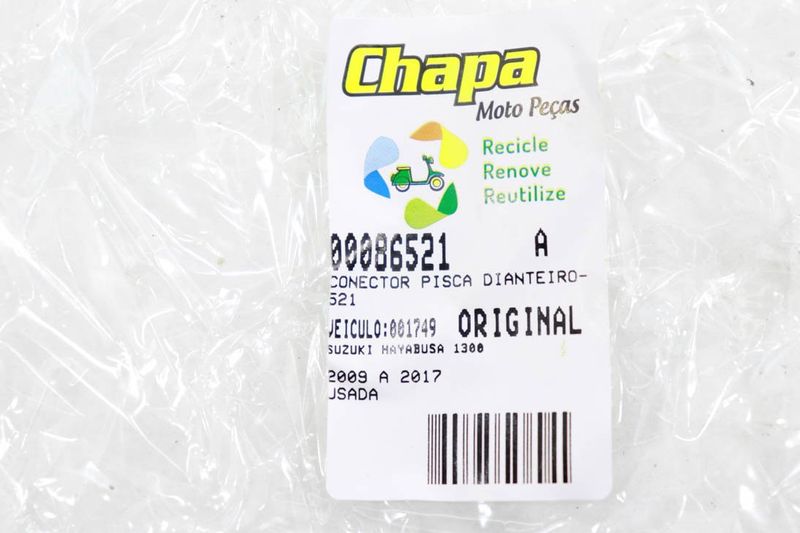 Chapa
Moto Peças
Recicle
Renove
Reutilize
00086521 A
CONECTOR PISCA DIANTEIRO-
521
VEICULO:001749 ORIGINAL
SUZUKI HAYABUSA 1300
2009 A 2017
USADA